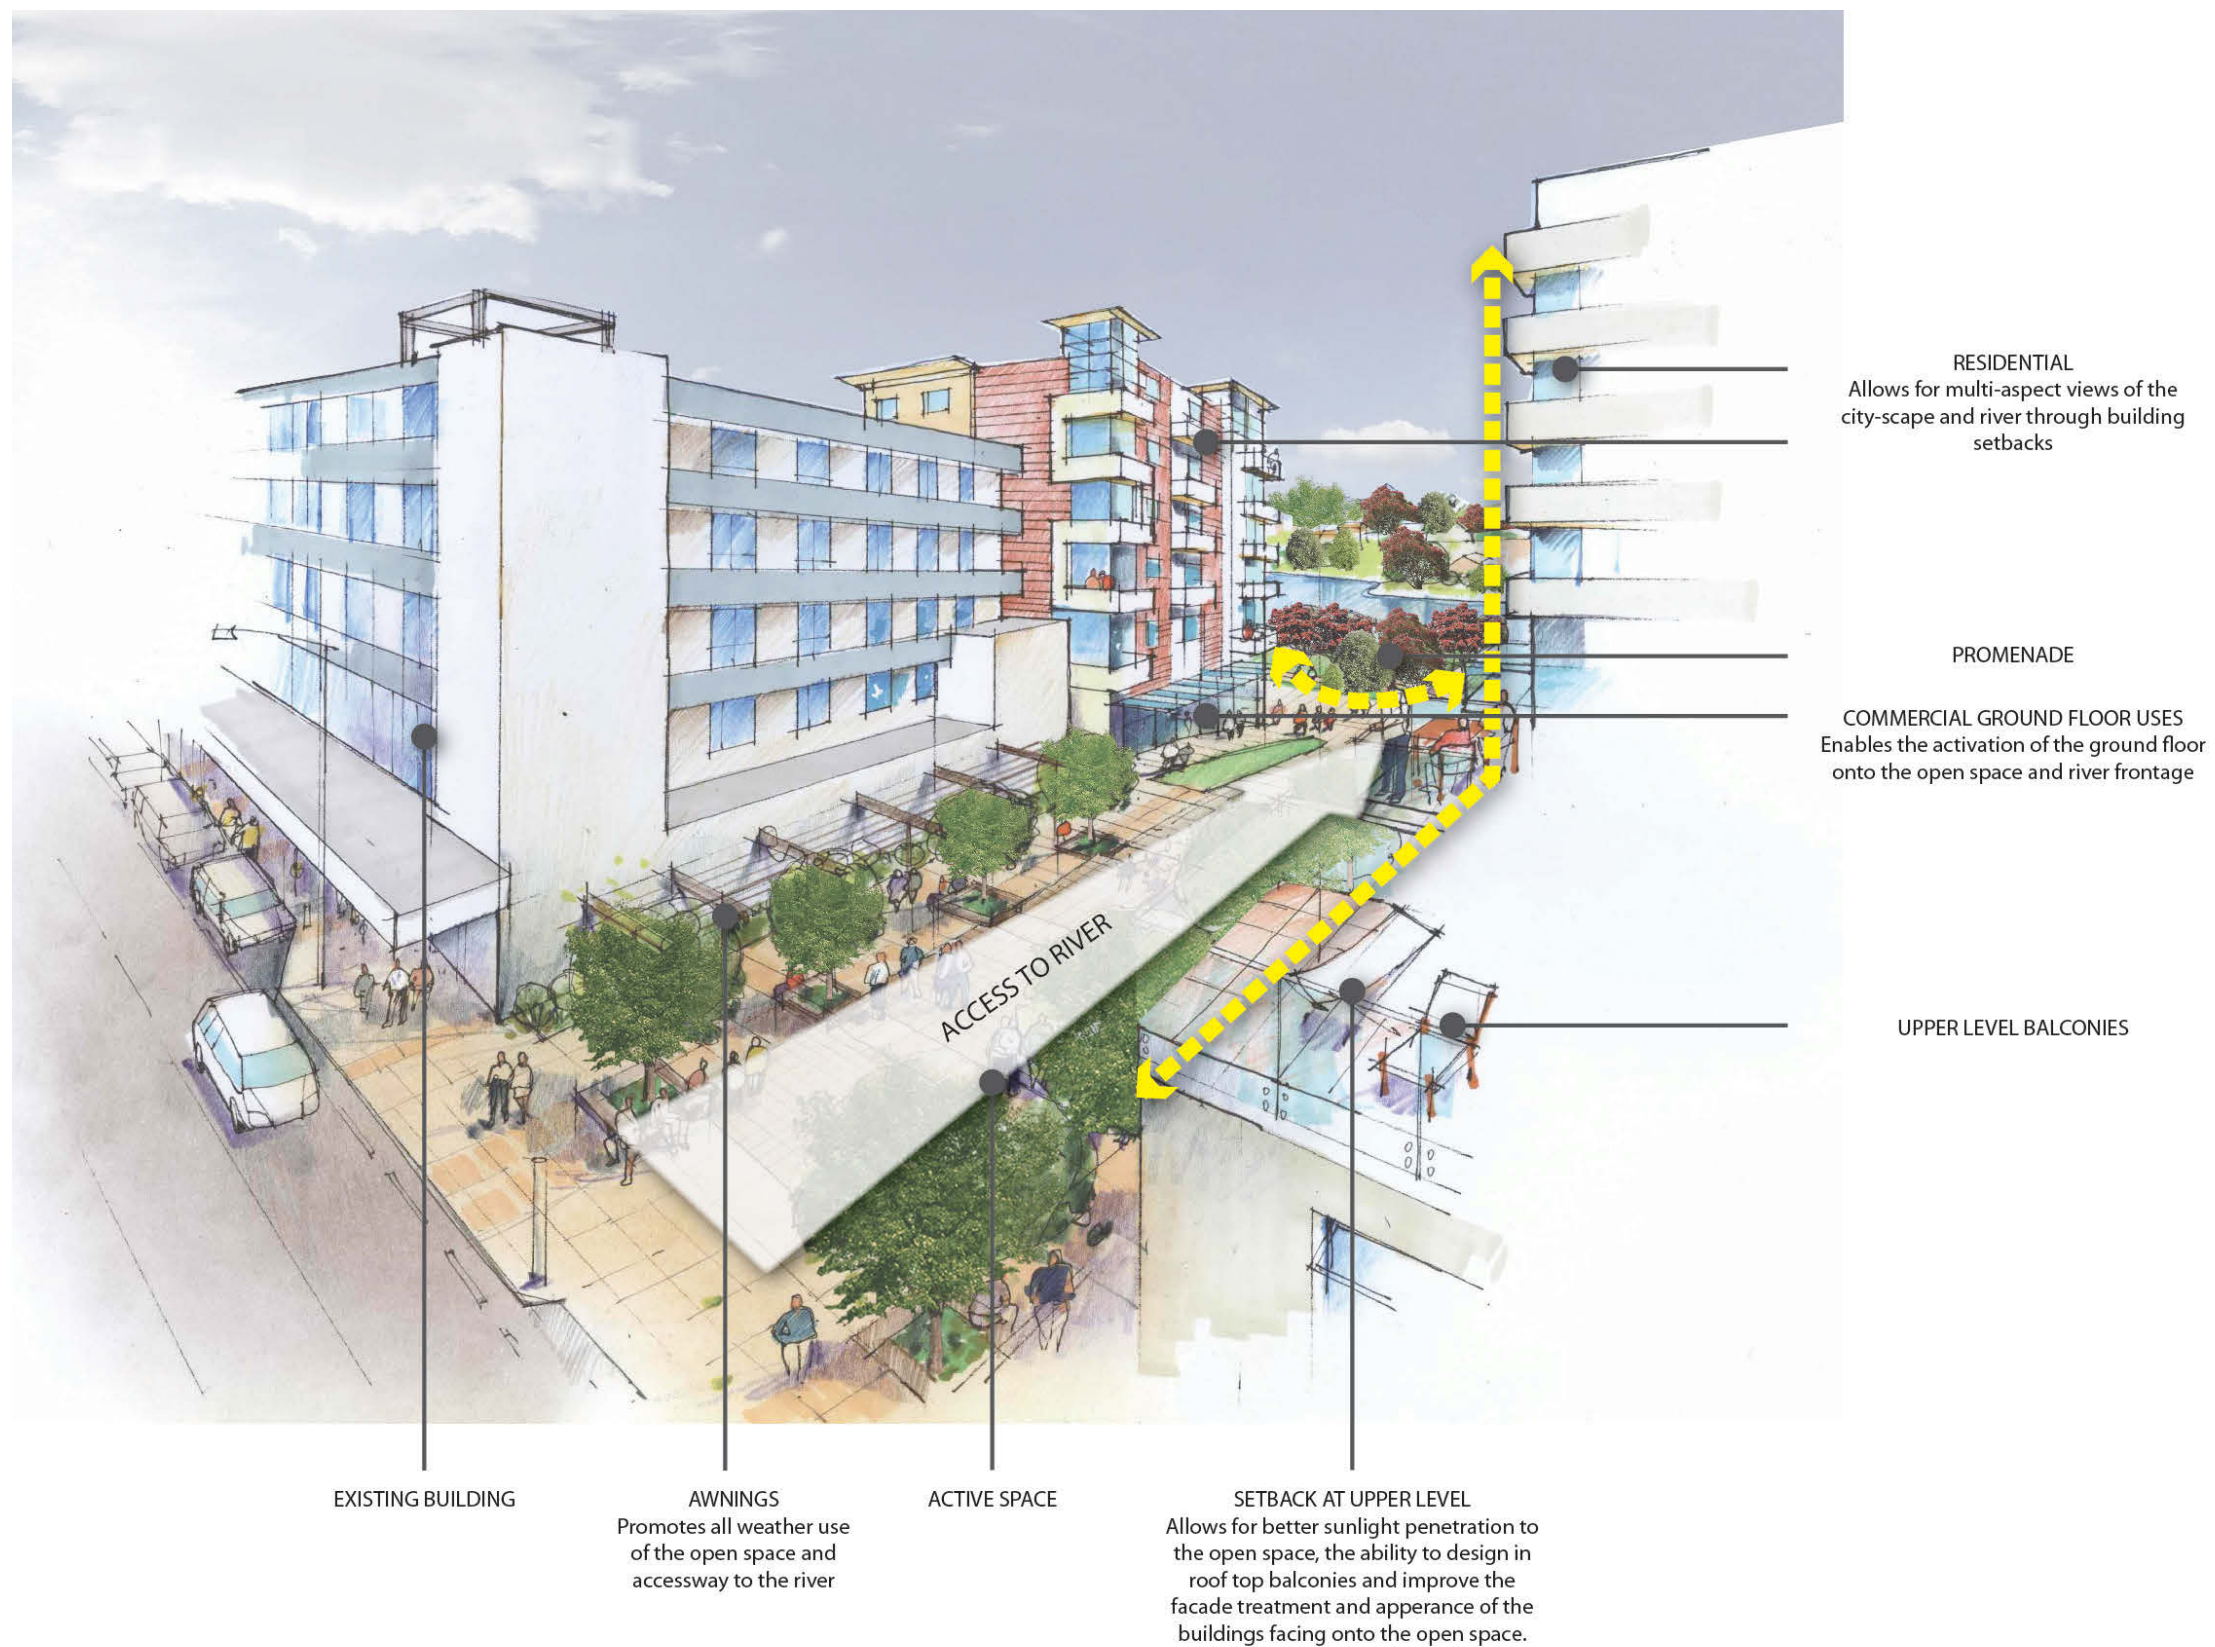 RESIDENTIAL
Allows for multi-aspect views of the
city-scape and river through building
setbacks
PROMENADE
COMMERCIAL GROUND FLOOR USES
Enables the activation of the ground floor
onto the open space and river frontage
ACCESS TO RIVER
UPPER LEVEL BALCONIES
EXISTING BUILDING
AWNINGS
Promotes all weather use
of the open space and
accessway to the river
ACTIVE SPACE
SETBACK AT UPPER LEVEL
Allows for better sunlight penetration to
the open space, the ability to design in
roof top balconies and improve the
facade treatment and apperance of the
buildings facing onto the open space.